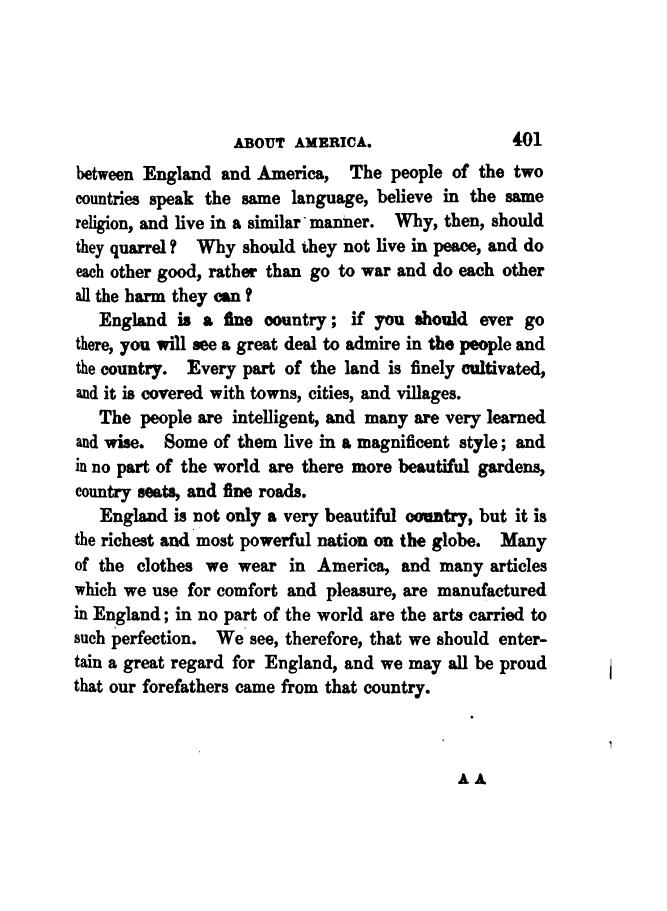 ABOUT AMERICA. 401
between England and America, The people of the two
countries speak the same language, believe in the same
religion, and live in a similar manner. Why, then, should
they quarrel? Why should they not live in peace, and do
each other good, rather than go to war and do each other
all the harm they can?
England is a fine country; if you should ever go
there, you will see a great deal to admire in the people and
the country. Every part of the land is finely cultivated,
and it is covered with towns, cities, and villages.
The people are intelligent, and many are very learned
and wise. Some of them live in a magnificent style; and
in no part of the world are there more beautiful gardens,
country seats, and fine roads.
England is not only a very beautiful country, but it is
the richest and most powerful nation on the globe. Many
of the clothes we wear in America, and many articles
which we use for comfort and pleasure, are manufactured
in England; in no part of the world are the arts carried to
such perfection. We see, therefore, that we should enter-
tain a great regard for England, and we may all be proud
that our forefathers came from that country.
A A